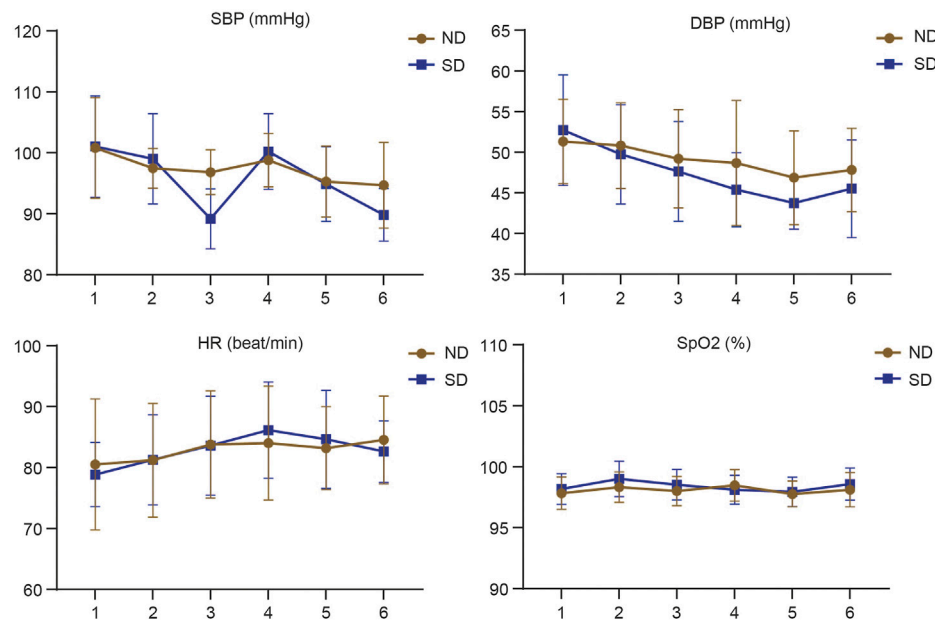 SBP (mmHg)
120
110
100
90
80
1 2 3 4 5 6
ND
SD
DBP (mmHg)
65
60
55
50
45
40
35
1 2 3 4 5 6
ND
SD
HR (beat/min)
100
90
80
70
60
1 2 3 4 5 6
ND
SD
SpO2 (%)
110
105
100
95
90
1 2 3 4 5 6
ND
SD